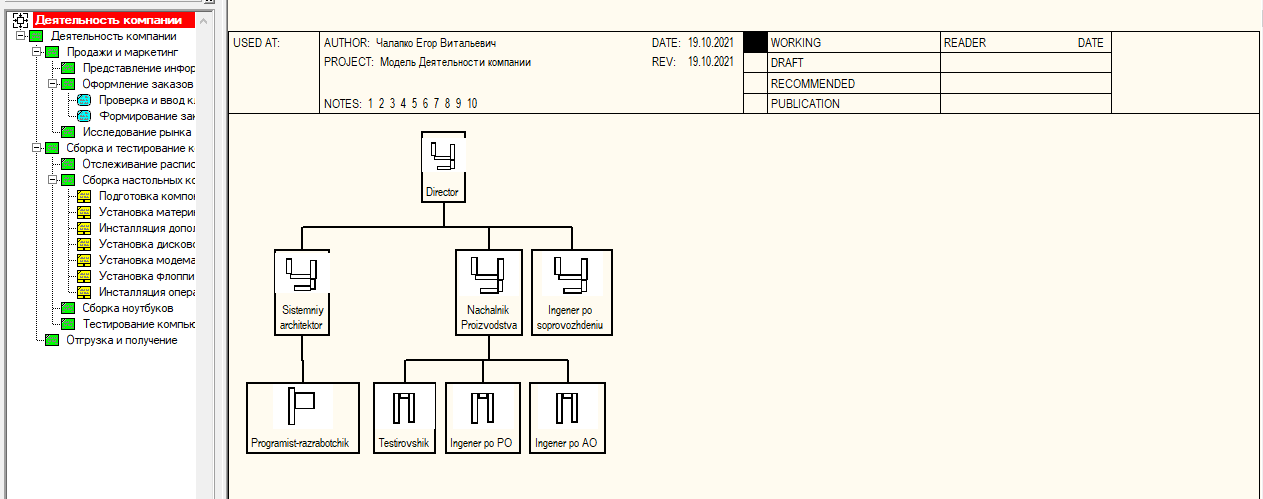 Деятельность компании
Деятельность компании
Продажи и маркетинг
Представление инфор
Оформление заказов
Проверка и ввод к
Формирование зак
Исследование рынка
Сборка и тестирование к
Отслеживание распис
Сборка настольных ко
Подготовка компо
Установка матери
Инсталляция допо
Установка дисково
Установка модема
Установка флоппи
Инсталляция опера
Сборка ноутбуков
Тестирование компью
Отгрузка и получение
USED AT:
AUTHOR: Чалапко Егор Витальевич
DATE: 19.10.2021
PROJECT: Модель Деятельности компании
REV: 19.10.2021
NOTES: 1 2 3 4 5 6 7 8 9 10
WORKING
DRAFT
RECOMMENDED
PUBLICATION
READER DATE
Director
Sistemniy
architektor
Nachalnik
Proizvodstva
Ingener po
soprovozhdeniu
Programist-razrabotchik
Testirovshik
Ingener po PO
Ingener po AO